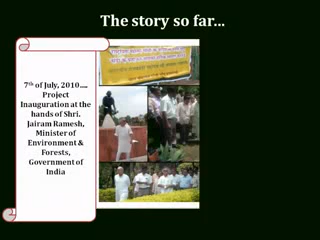 The story so far...
7th of July, 2010....
Project
Inauguration at the
hands of Shri.
Jairam Ramesh,
Minister of
Environment &
Forests,
Government of
India